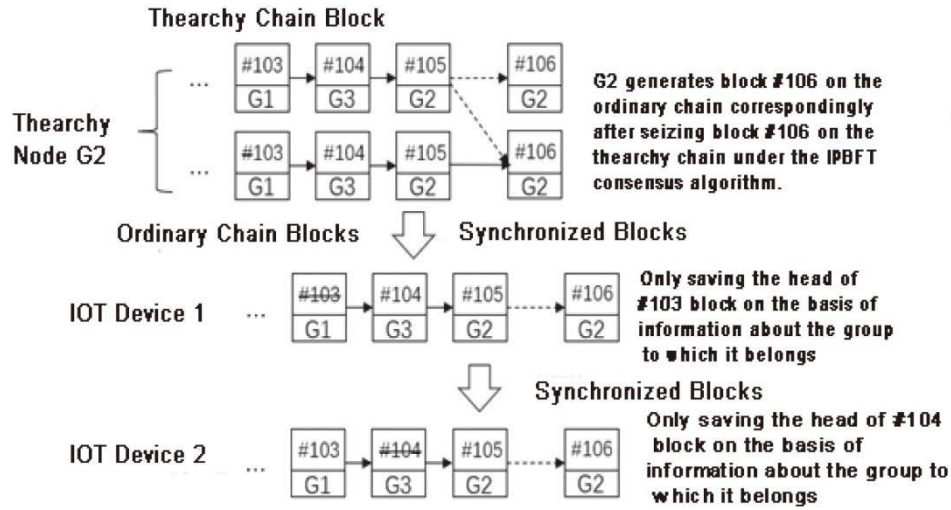 Thearchy Chain Block
#103 #104 #105 #106
...
G1 G3 G2 G2
Thearchy
Node G2
#103 #104 #105 #106
...
G1 G3 G2 G2
G2 generates block #106 on the
ordinary chain correspondingly
after seizing block #106 on the
thearchy chain under the IPBFT
consensus algorithm.
Ordinary Chain Blocks
Synchronized Blocks
IOT Device 1
...
#103 #104 #105 #106
G1 G3 G2 G2
Only saving the head of
#103 block on the basis of
information about the group
to which it belongs
Synchronized Blocks
IOT Device 2
...
#103 #104 #105 #106
G1 G3 G2 G2
Only saving the head of #104
block on the basis of
information about the group to
which it belongs